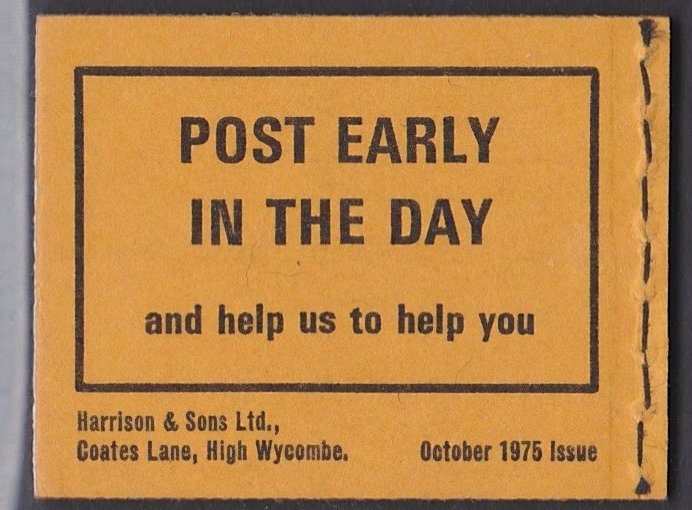 POST EARLY
IN THE DAY
and help us to help you
Harrison & Sons Ltd.,
Coates Lane, High Wycombe.
October 1975 Issue